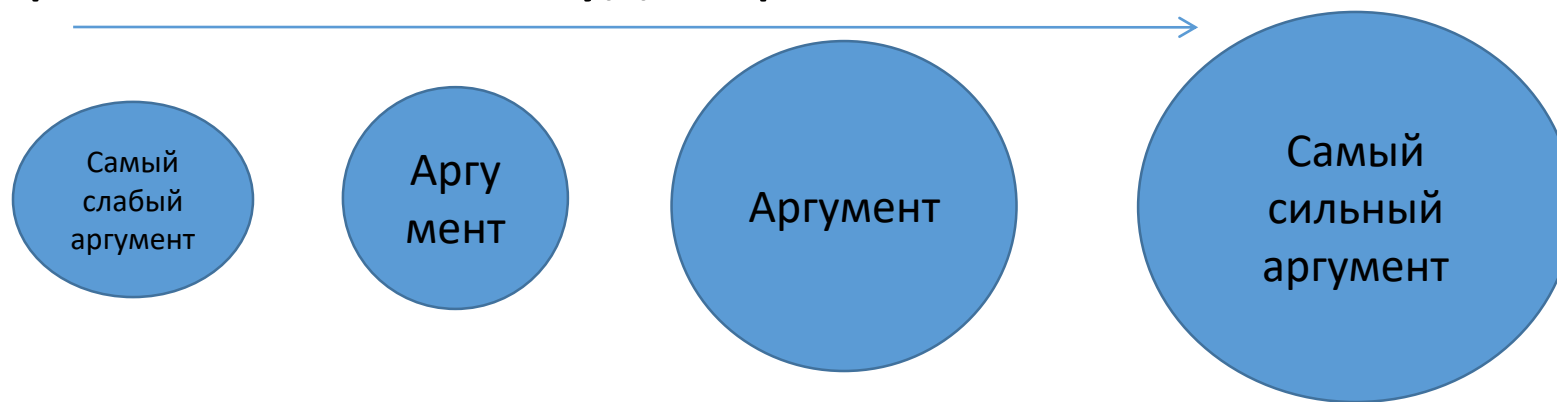 Самый
слабый
аргумент
Аргу
мент
Аргумент
Самый
сильный
аргумент